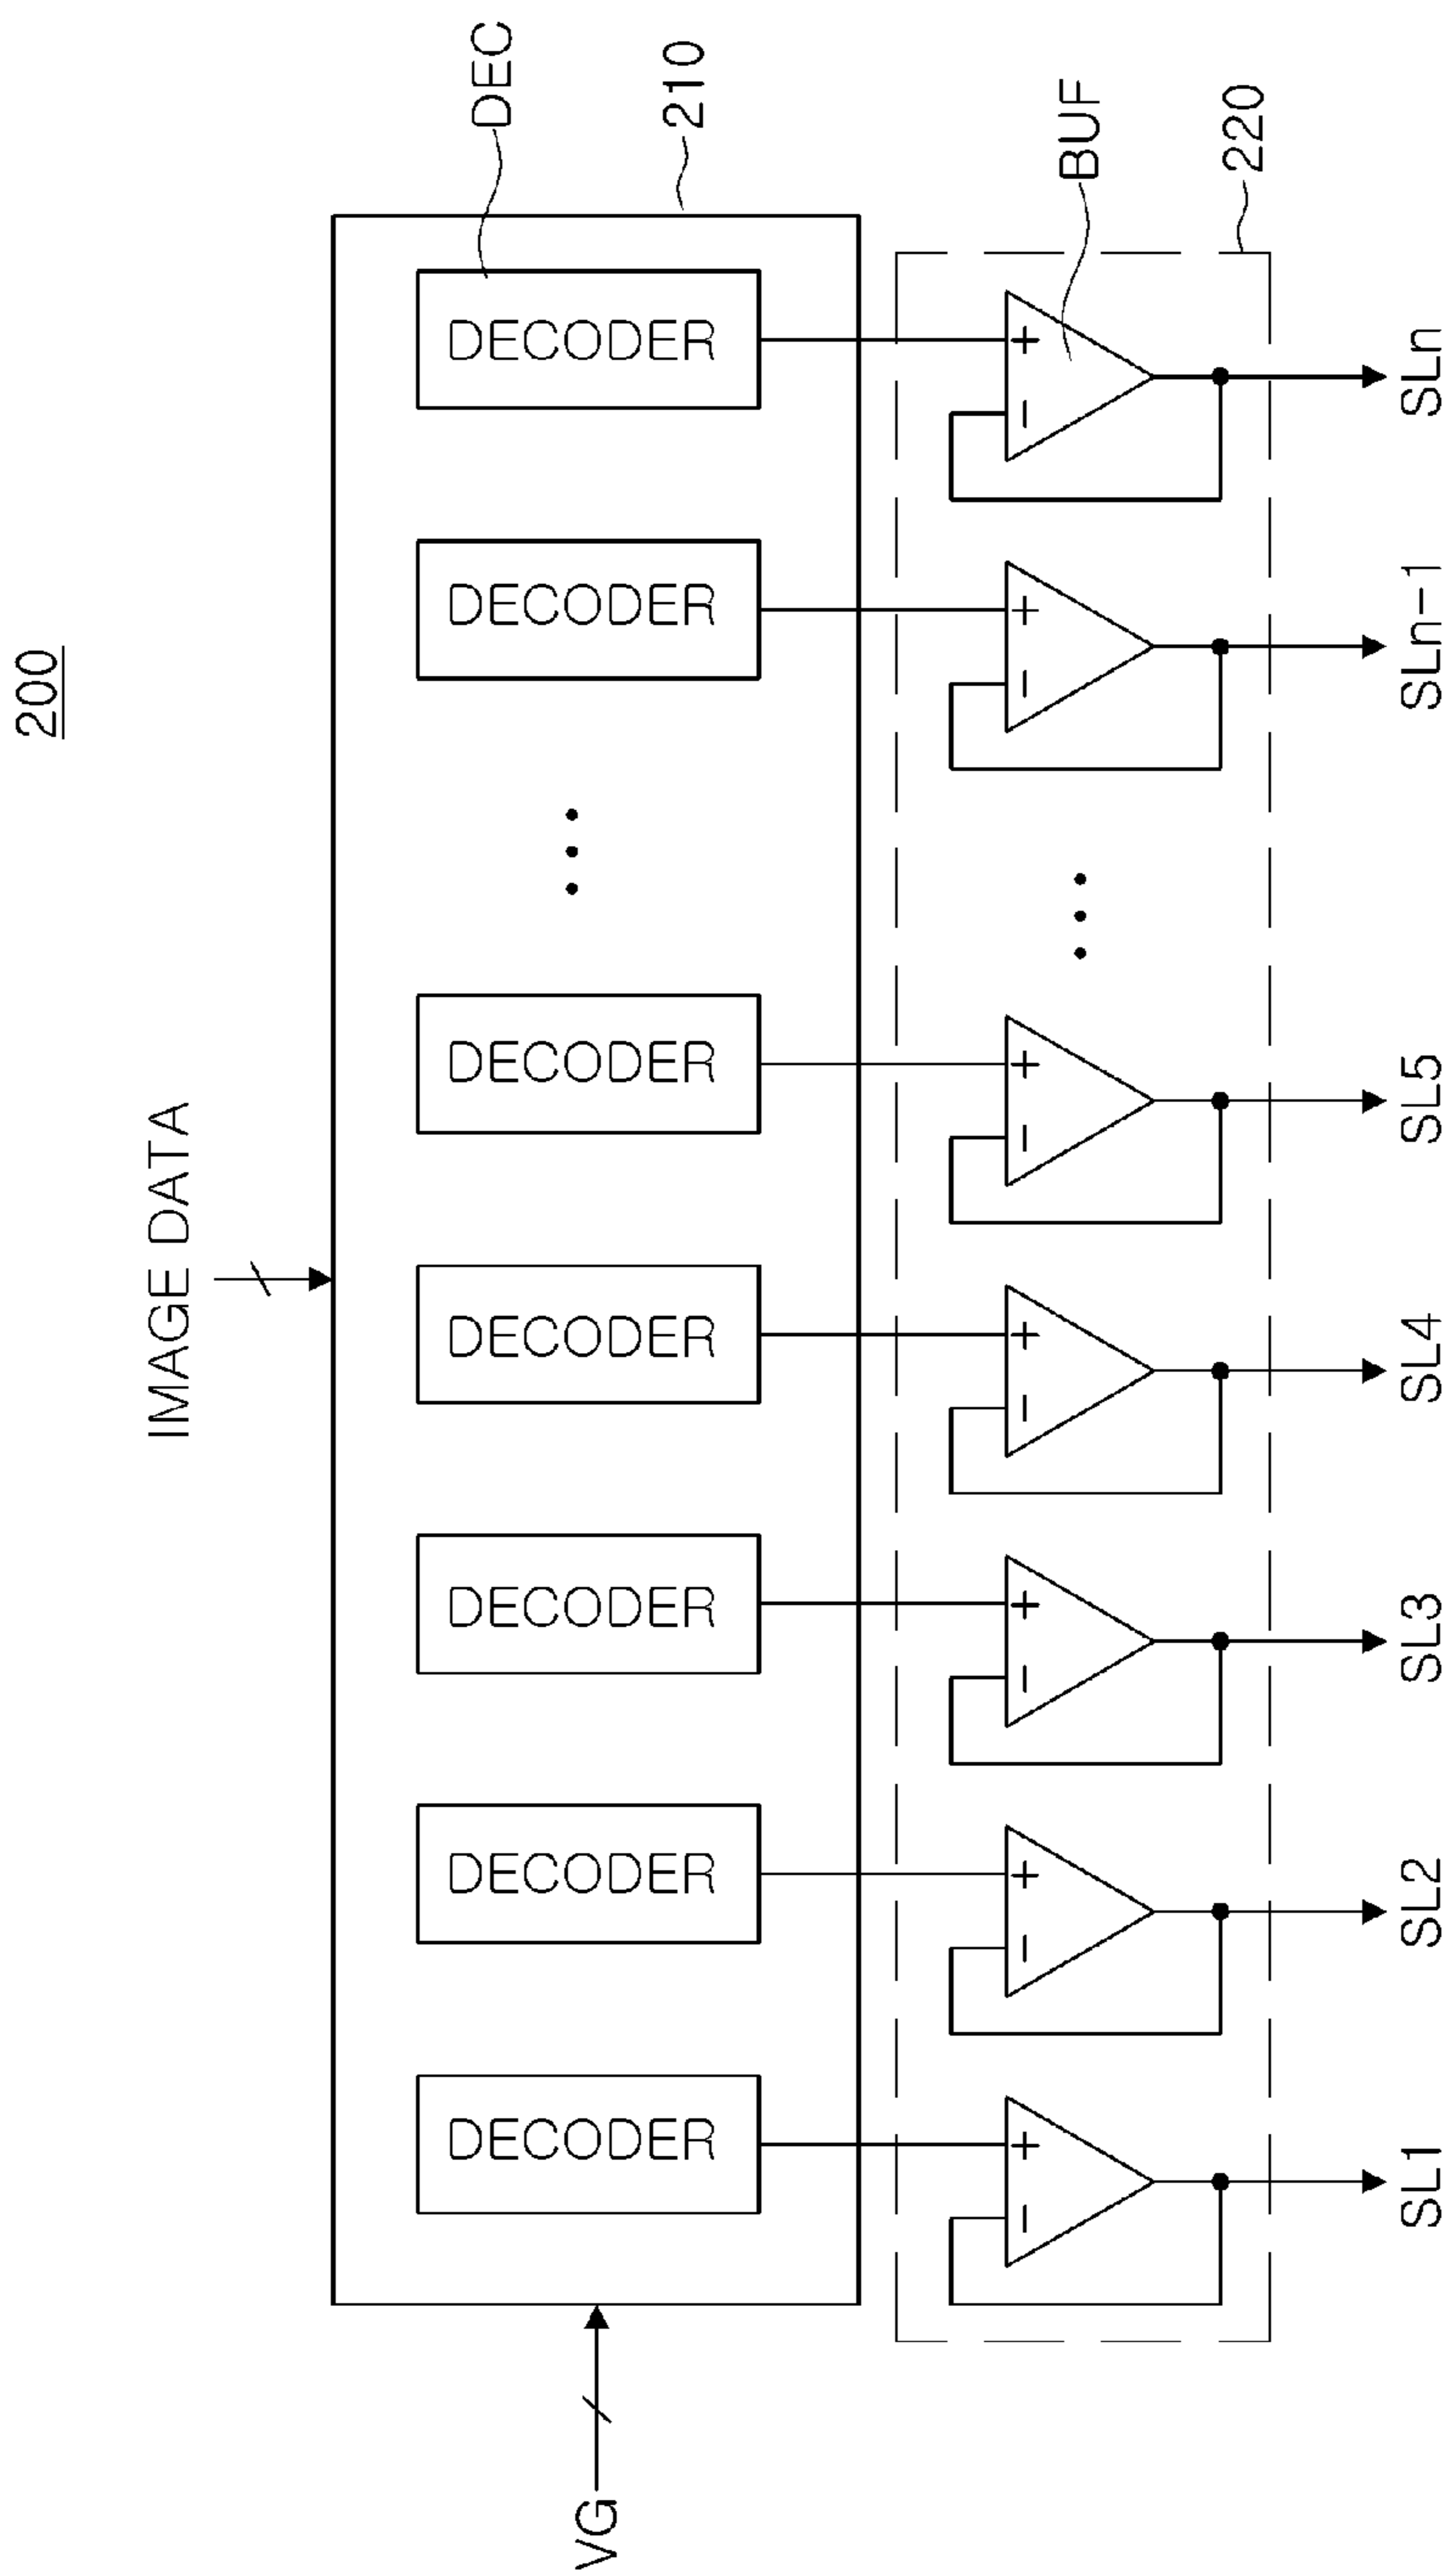 200
IMAGE DATA
VG
DECODER
DECODER
DECODER
DECODER
DECODER
DECODER
DECODER
DEC
210
+
−
+
−
+
−
+
−
+
−
+
−
+
−
BUF
220
SL1
SL2
SL3
SL4
SL5
SLn−1
SLn